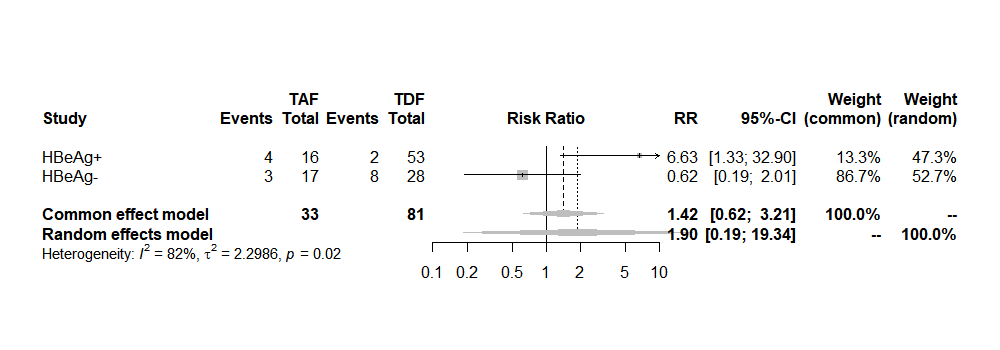 TAF TDF Weight Weight
Study Events Total Events Total Risk Ratio RR 95%-CI (common) (random)
HBeAg+ 4 16 2 53 6.63 [1.33; 32.90] 13.3% 47.3%
HBeAg- 3 17 8 28 0.62 [0.19; 2.01] 86.7% 52.7%
Common effect model 33 81 1.42 [0.62; 3.21] 100.0% --
Random effects model 1.90 [0.19; 19.34] -- 100.0%
Heterogeneity: I² = 82%, τ² = 2.2986, p = 0.02
0.1 0.2 0.5 1 2 5 10